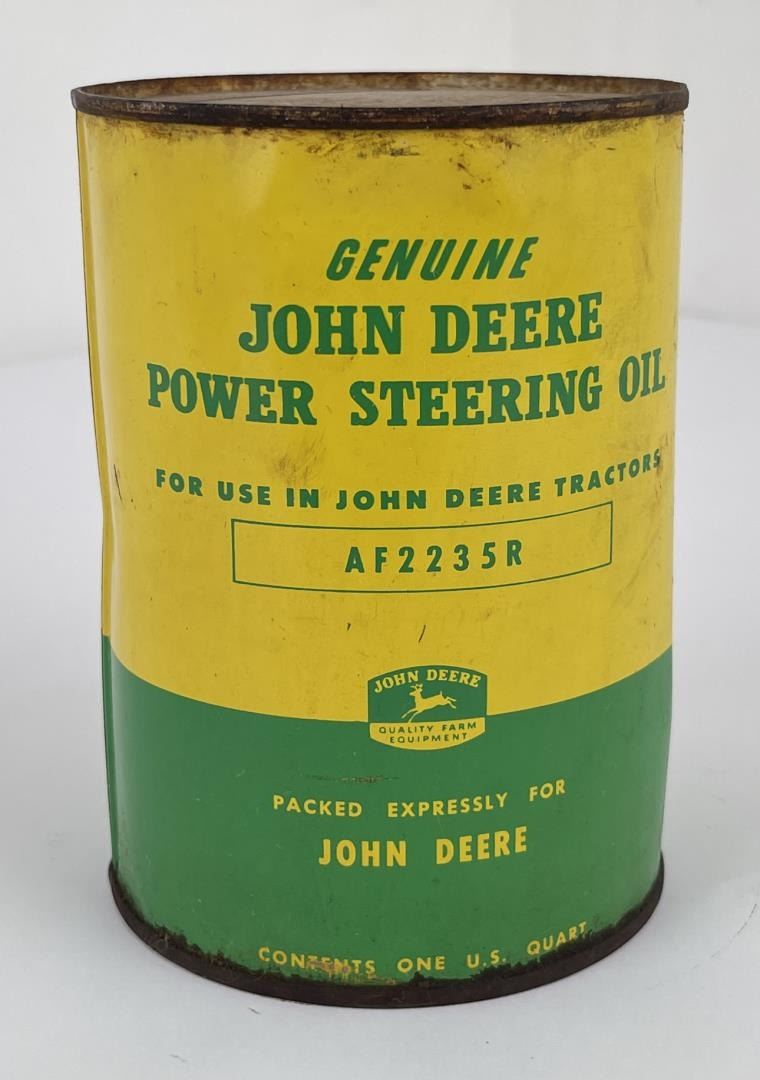 GENUINE
JOHN DEERE
POWER STEERING OIL
FOR USE IN JOHN DEERE TRACTORS
AF2235R
JOHN DEERE
QUALITY FARM
EQUIPMENT
PACKED EXPRESSLY FOR
JOHN DEERE
CONTENTS ONE U.S. QUART